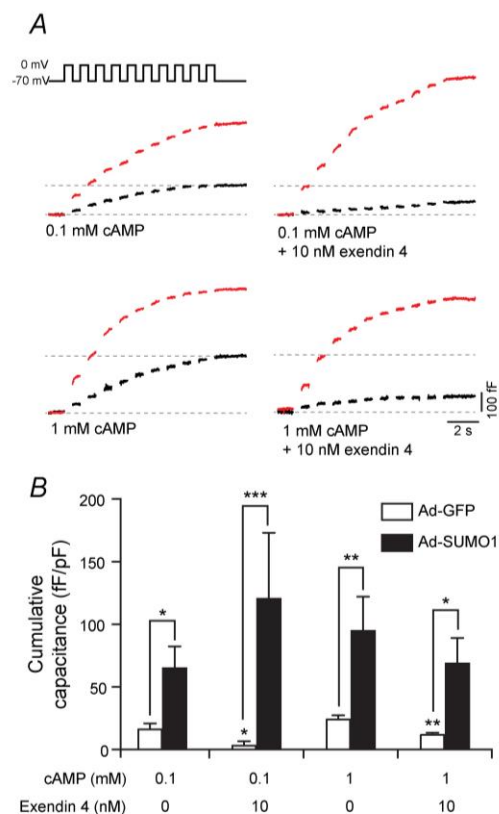 A
0 mV
-70 mV
0.1 mM cAMP
0.1 mM cAMP
+ 10 nM exendin 4
1 mM cAMP
1 mM cAMP
+ 10 nM exendin 4
100 fF
2 s
B
Cumulative
capacitance (fF/pF)
200
150
100
50
0
Ad-GFP
Ad-SUMO1
*
***
*
**
*
**
cAMP (mM) 0.1 0.1 1 1
Exendin 4 (nM) 0 10 0 10